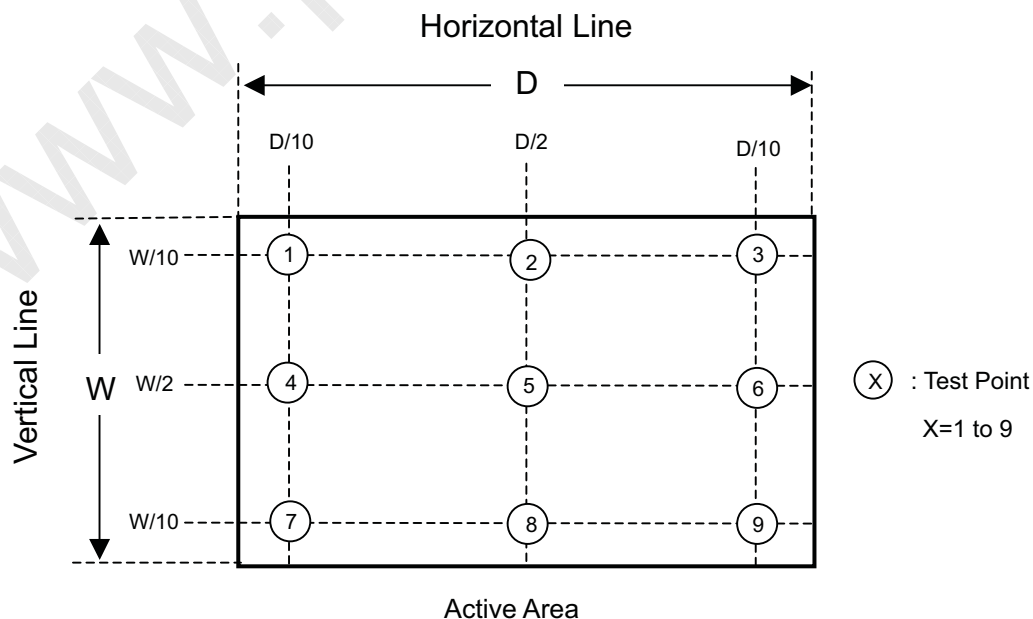 Horizontal Line
D
D/10 D/2 D/10
W/10 1 2 3
Vertical Line
W W/2 4 5 6
X : Test Point
X=1 to 9
W/10 7 8 9
Active Area